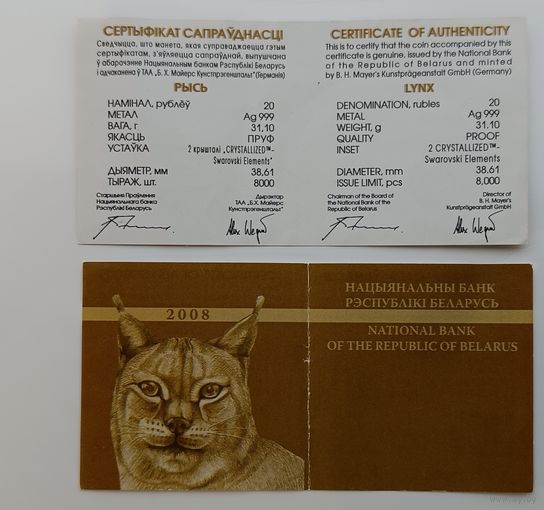 СЕРТЫФІКАТ САПРАЎДНАСЦІ
Сведчыцца, што манета, якая суправаджаецца гэтым
сертыфікатам, з'яўляецца сапраўднай, выпушчана
ў абарачэнне Нацыянальным банкам Рэспублікі Беларусь
і адчаканена ў ТАА „Б.Х. Майерс Кунстпрэгеншталы"(Германія)
РЫСЬ
НАМІНАЛ, рублёў 20
МЕТАЛ Ag 999
ВАГА, г 31,10
ЯКАСЦЬ ПРУФ
УСТАЎКА 2 крышталі „CRYSTALLIZED™-
Swarovski Elements"
ДЫЯМЕТР, мм 38,61
ТЫРАЖ, шт. 8000
Старшыня Праўлення
Нацыянальнага банка
Рэспублікі Беларусь
Дырэктар
ТАА „Б.Х. Майерс
Кунстпрэгеншталы"
CERTIFICATE OF AUTHENTICITY
This is to certify that the coin accompanied by this
certificate is genuine, issued by the National Bank
of the Republic of Belarus and minted
by B. H. Mayer's Kunstprägeanstalt GmbH (Germany)
LYNX
DENOMINATION, rubles 20
METAL Ag 999
WEIGHT, g 31.10
QUALITY PROOF
INSET 2 CRYSTALLIZED™-
Swarovski Elements"
DIAMETER, mm 38.61
ISSUE LIMIT, pcs 8,000
Chairman of the Board of
the National Bank of the
Republic of Belarus
Director of
B. H. Mayer's
Kunstprägeanstalt GmbH
2008
НАЦЫЯНАЛЬНЫ БАНК
РЭСПУБЛІКІ БЕЛАРУСЬ
NATIONAL BANK
OF THE REPUBLIC OF BELARUS